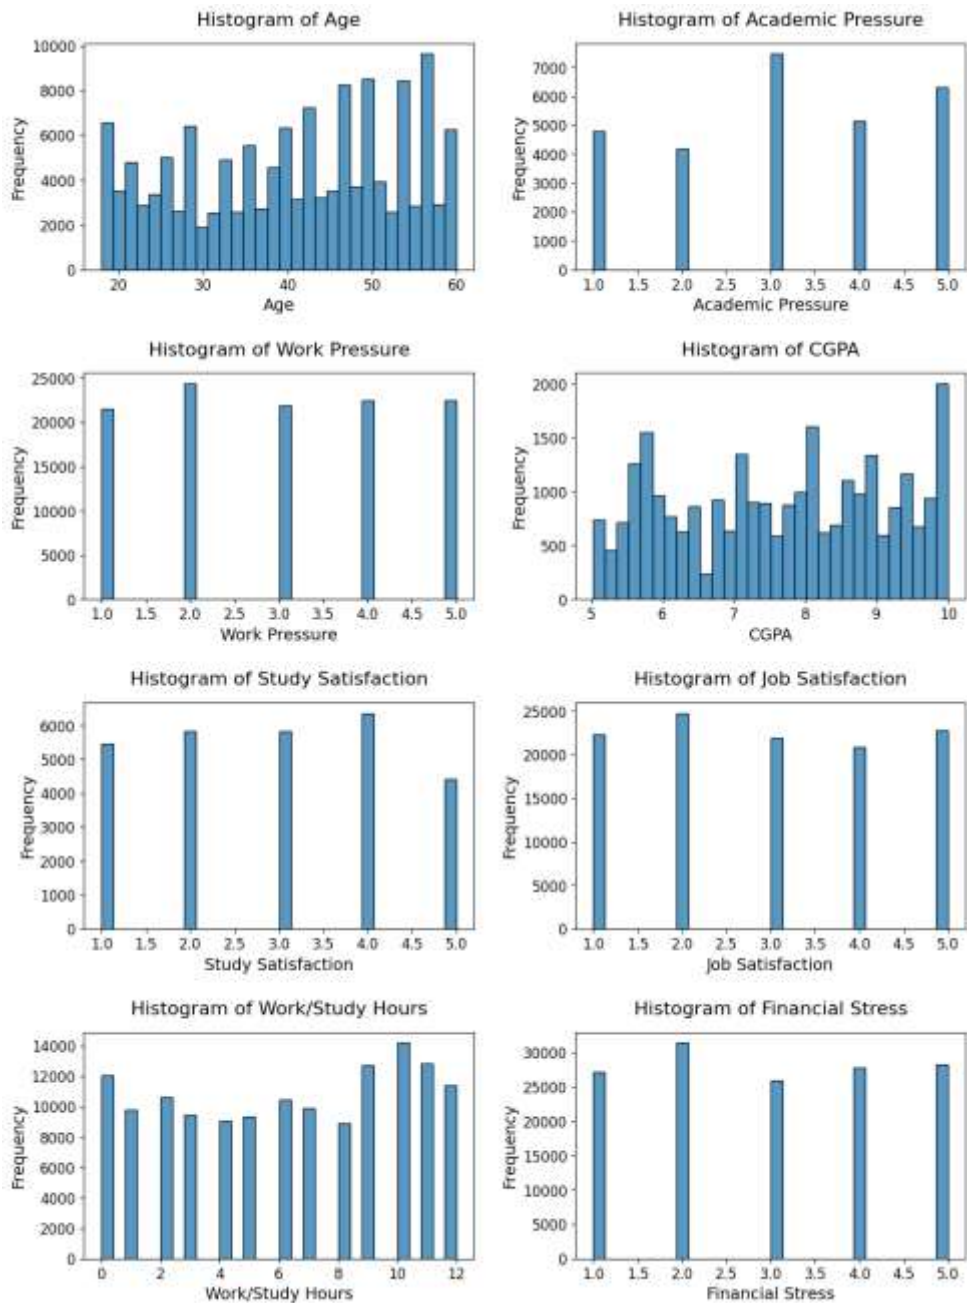 Histogram of Age
10000
8000
6000
4000
2000
0
Frequency
20 30 40 50 60
Age
Histogram of Academic Pressure
7000
6000
5000
4000
3000
2000
1000
0
Frequency
1.0 1.5 2.0 2.5 3.0 3.5 4.0 4.5 5.0
Academic Pressure
Histogram of Work Pressure
25000
20000
15000
10000
5000
0
Frequency
1.0 1.5 2.0 2.5 3.0 3.5 4.0 4.5 5.0
Work Pressure
Histogram of CGPA
2000
1500
1000
500
0
Frequency
5 6 7 8 9 10
CGPA
Histogram of Study Satisfaction
6000
5000
4000
3000
2000
1000
0
Frequency
1.0 1.5 2.0 2.5 3.0 3.5 4.0 4.5 5.0
Study Satisfaction
Histogram of Job Satisfaction
25000
20000
15000
10000
5000
0
Frequency
1.0 1.5 2.0 2.5 3.0 3.5 4.0 4.5 5.0
Job Satisfaction
Histogram of Work/Study Hours
14000
12000
10000
8000
6000
4000
2000
0
Frequency
0 2 4 6 8 10 12
Work/Study Hours
Histogram of Financial Stress
30000
25000
20000
15000
10000
5000
0
Frequency
1.0 1.5 2.0 2.5 3.0 3.5 4.0 4.5 5.0
Financial Stress